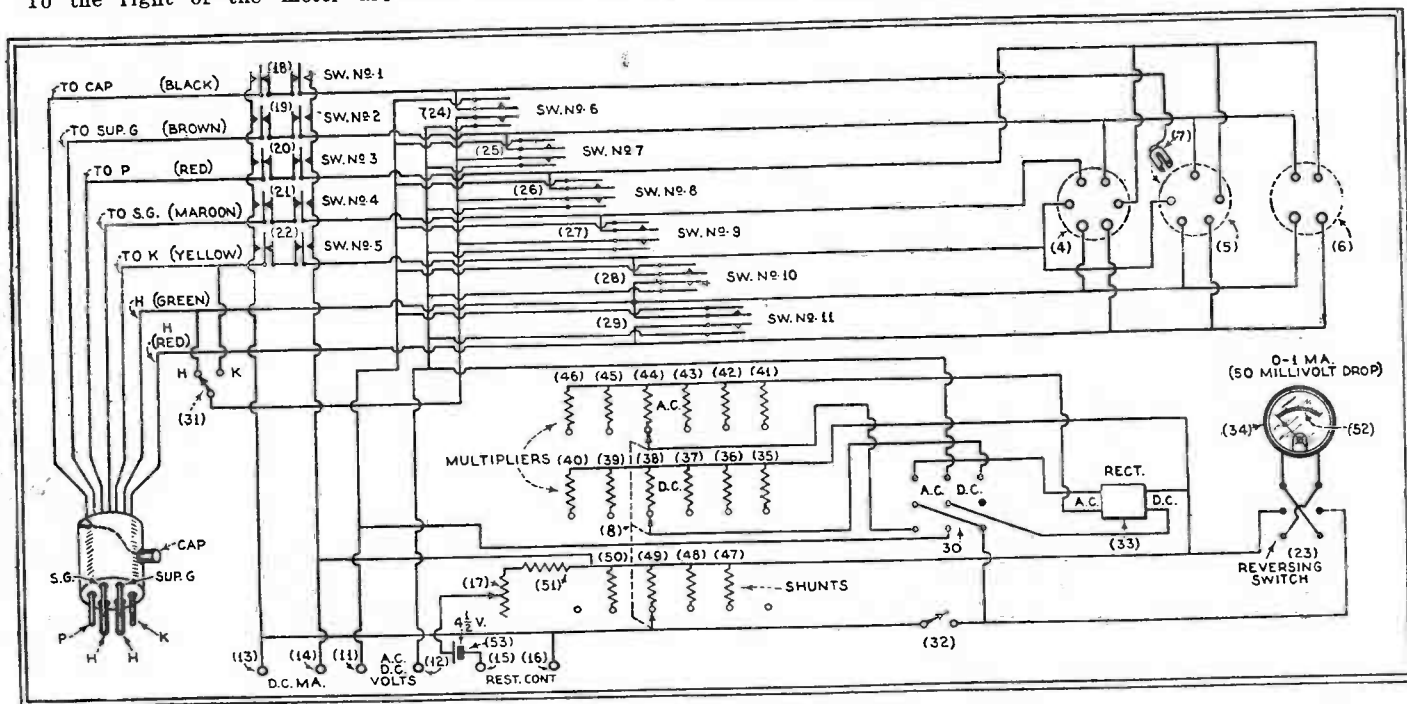 To the right of the meter are
TO CAP (BLACK)
(18) SW. Nº 1
(19)
TO SUP. G (BROWN)
SW. Nº 2
(20)
TO P (RED)
SW. Nº 3
(21)
TO S.G. (MAROON)
SW. Nº 4
(22)
TO K (YELLOW)
SW. Nº 5
H (GREEN)
H (RED)
H K
(31)
(24) SW. Nº 6
(25) SW. Nº 7
(26) SW. Nº 8
(27) SW. Nº 9
(28) SW. Nº 10
(29) SW. Nº 11
(7)
(4) (5) (6)
0-1 MA.
(50 MILLIVOLT DROP)
(34) (52)
(46) (45) (44) (43) (42) (41)
A.C.
MULTIPLIERS
(40) (39) (38) (37) (36) (35)
D.C.
(8)
A.C. D.C.
30
RECT.
A.C. D.C.
(33)
(23)
REVERSING
SWITCH
(17) (51) (50) (49) (48) (47)
SHUNTS
4½ V.
(53)
(32)
CAP
S.G. SUP. G
P H H K
(13) (14) (11) (12) (15) (16)
D.C. MA.
A.C.
D.C.
VOLTS
REST. CONT